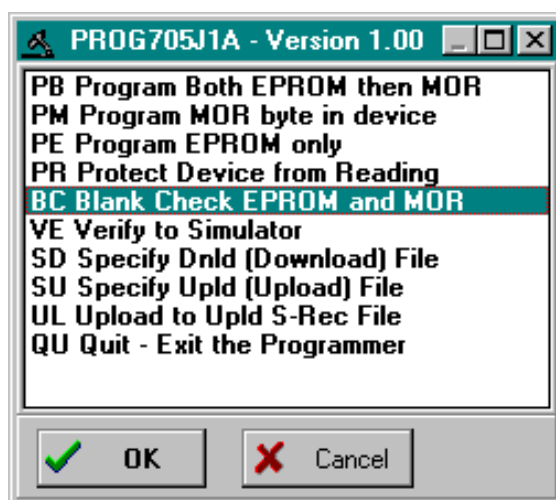 PROG705J1A - Version 1.00
PB Program Both EPROM then MOR
PM Program MOR byte in device
PE Program EPROM only
PR Protect Device from Reading
BC Blank Check EPROM and MOR
VE Verify to Simulator
SD Specify Dnld (Download) File
SU Specify Upld (Upload) File
UL Upload to Upld S-Rec File
QU Quit - Exit the Programmer
OK
Cancel